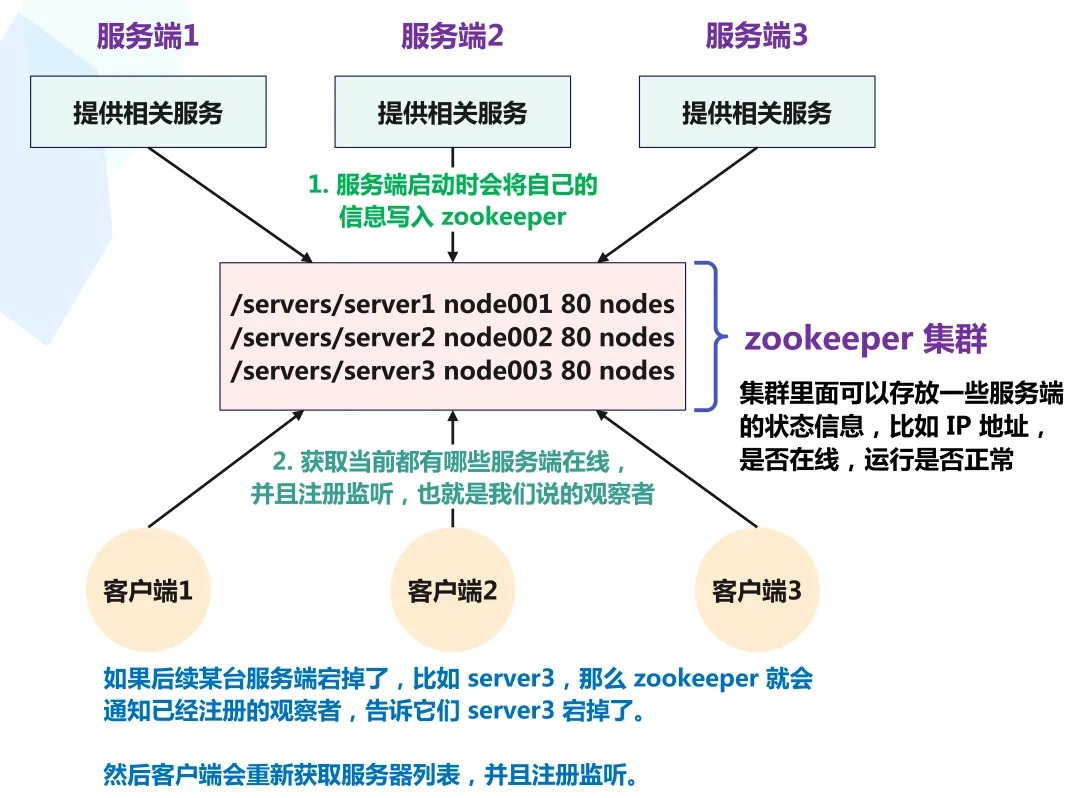 服务端1
服务端2
服务端3
提供相关服务
提供相关服务
提供相关服务
1. 服务端启动时会将自己的
信息写入 zookeeper
/servers/server1 node001 80 nodes
/servers/server2 node002 80 nodes
/servers/server3 node003 80 nodes
zookeeper 集群
集群里面可以存放一些服务端
的状态信息，比如 IP 地址，
是否在线，运行是否正常
2. 获取当前都有哪些服务端在线，
并且注册监听，也就是我们说的观察者
客户端1
客户端2
客户端3
如果后续某台服务端宕掉了，比如 server3，那么 zookeeper 就会
通知已经注册的观察者，告诉它们 server3 宕掉了。
然后客户端会重新获取服务器列表，并且注册监听。